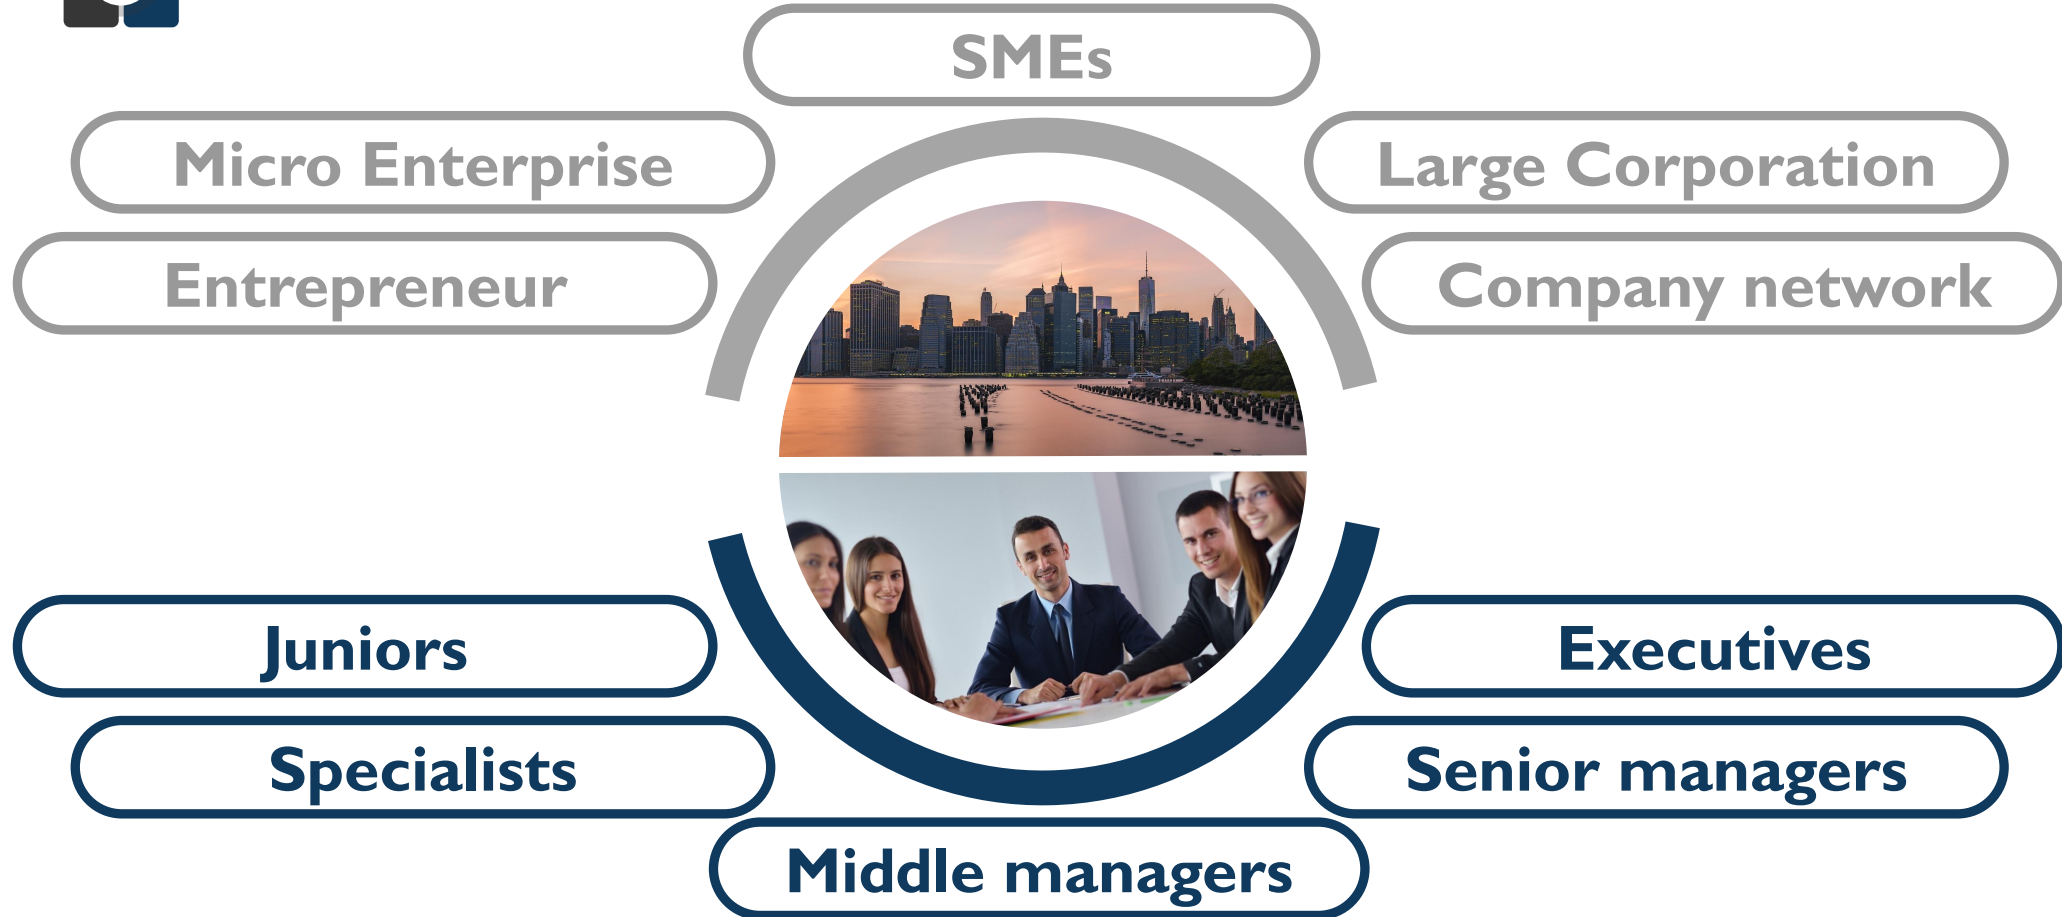 SMEs
Micro Enterprise
Large Corporation
Entrepreneur
Company network
Juniors
Executives
Specialists
Senior managers
Middle managers